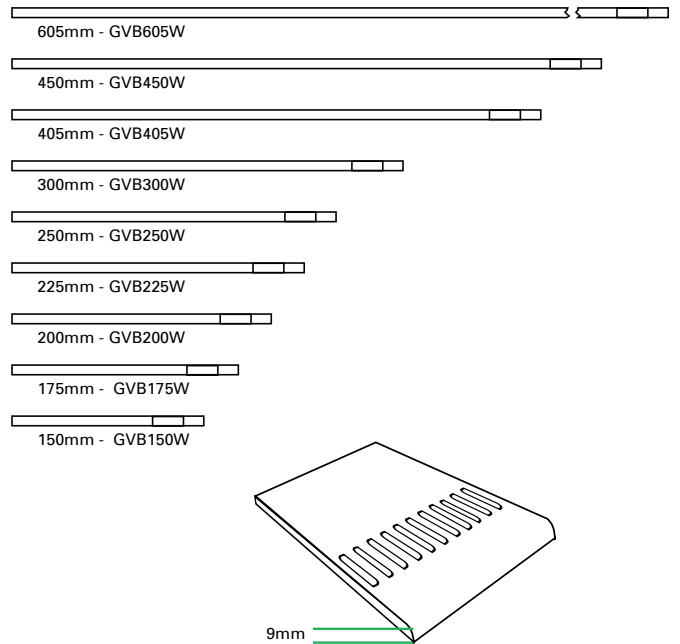 605mm - GVB605W
450mm - GVB450W
405mm - GVB405W
300mm - GVB300W
250mm - GVB250W
225mm - GVB225W
200mm - GVB200W
175mm -  GVB175W
150mm -  GVB150W
9mm